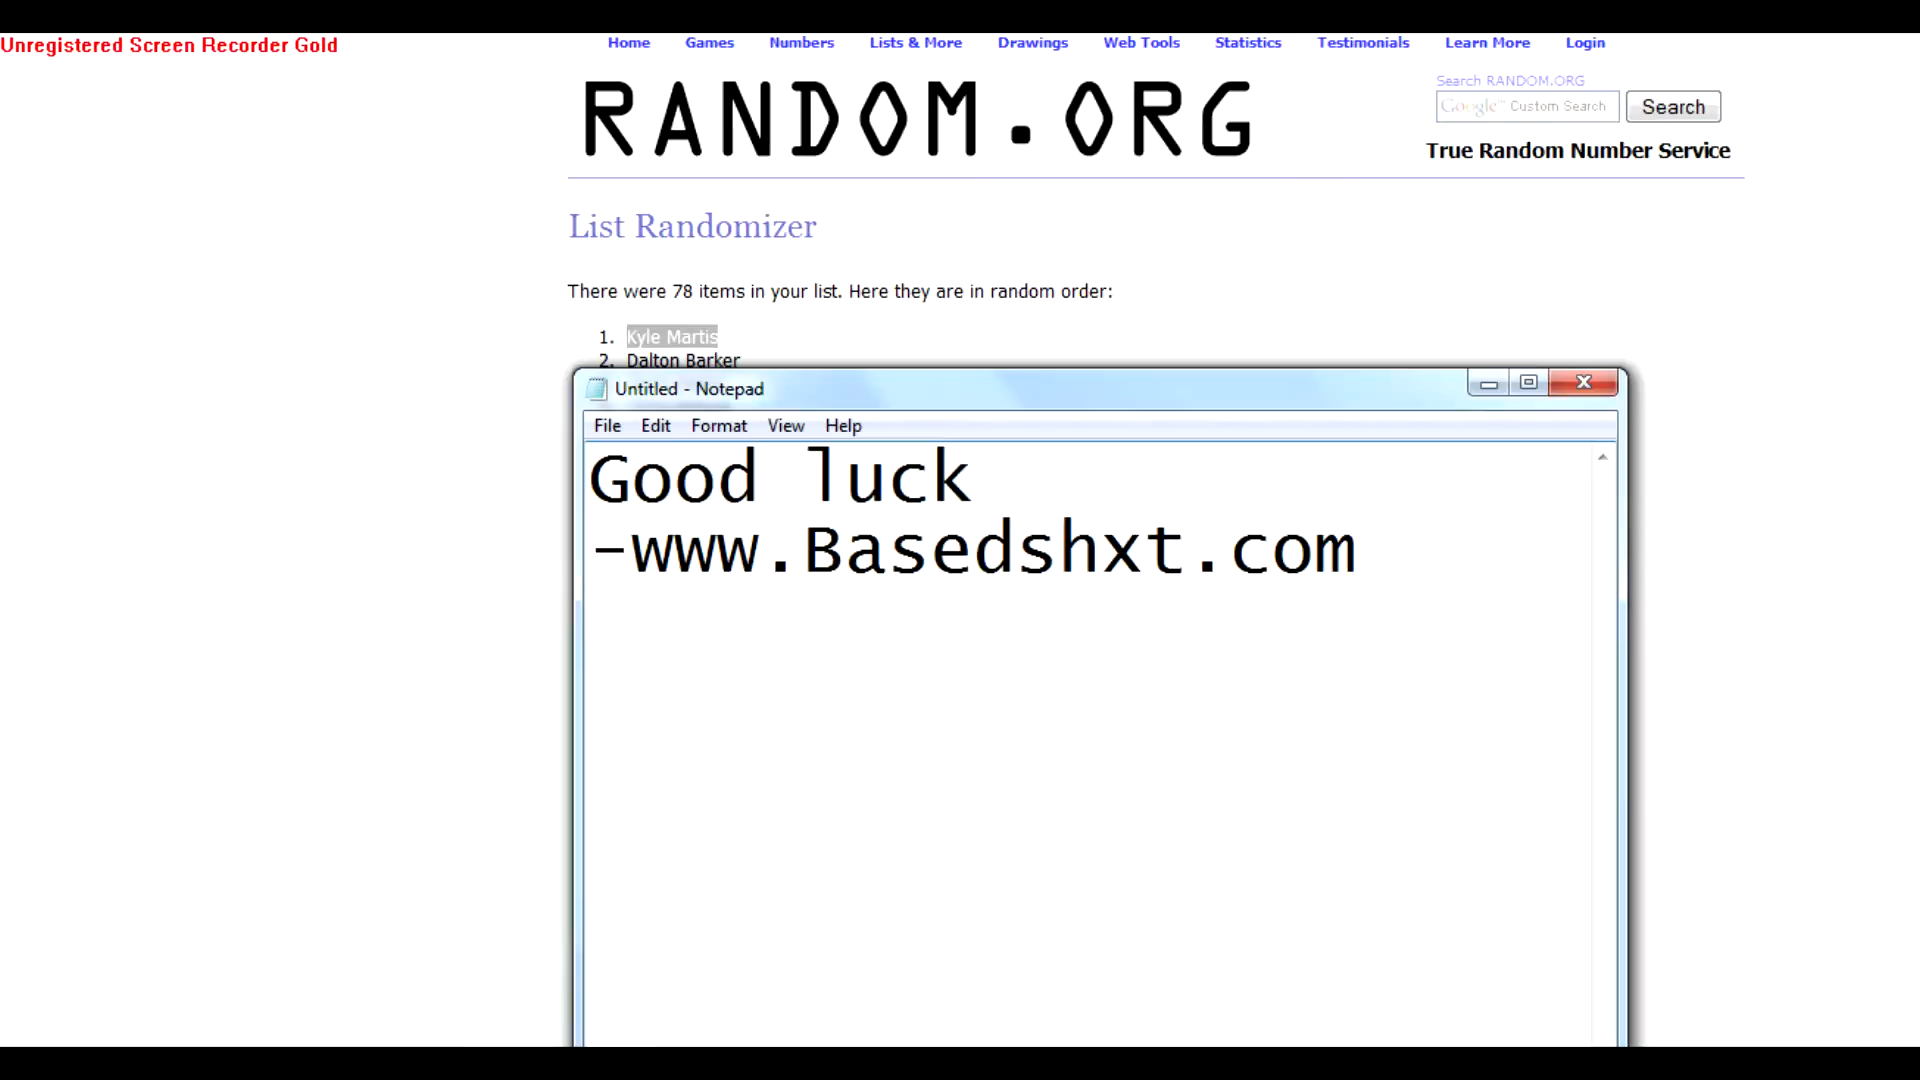 Unregistered Screen Recorder Gold
Home Games Numbers Lists & More Drawings Web Tools Statistics Testimonials Learn More Login
RANDOM.ORG
Search RANDOM.ORG
Google™ Custom Search Search
True Random Number Service
List Randomizer
There were 78 items in your list. Here they are in random order:
1. Kyle Martis
2. Dalton Barker
Untitled - Notepad
File Edit Format View Help
Good luck
-www.Basedshxt.com